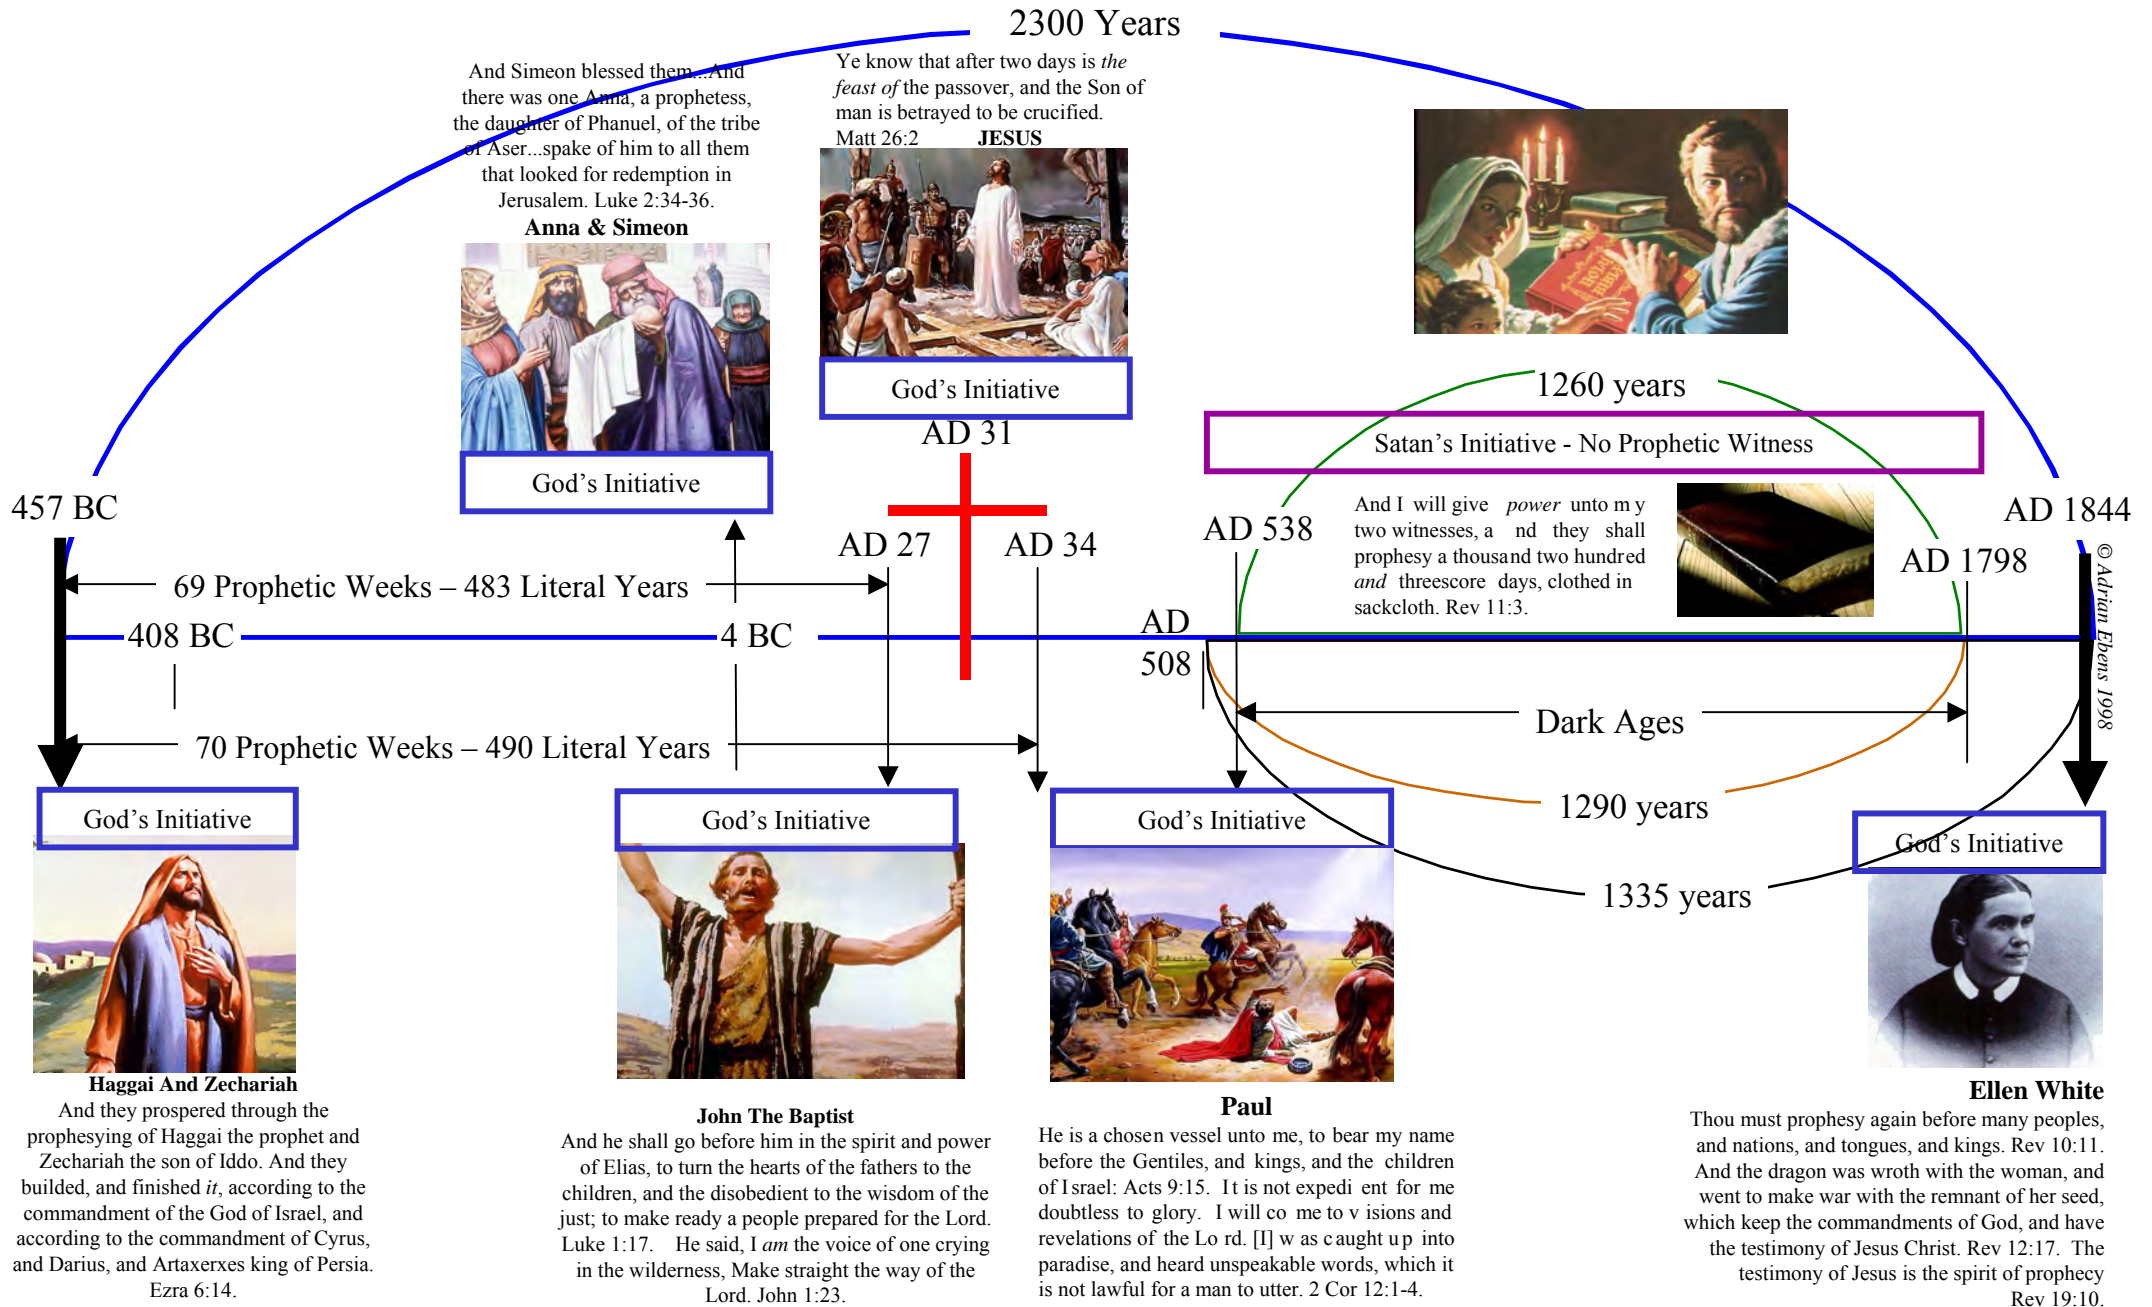 2300 Years
And Simeon blessed them...And
there was one Anna, a prophetess,
the daughter of Phanuel, of the tribe
of Aser...spake of him to all them
that looked for redemption in
Jerusalem. Luke 2:34-36.
Anna & Simeon
God's Initiative
Ye know that after two days is the
feast of the passover, and the Son of
man is betrayed to be crucified.
Matt 26:2 JESUS
God's Initiative
AD 31
HOLY
BIBLE
1260 years
Satan's Initiative - No Prophetic Witness
And I will give power unto m y
two witnesses, a nd they shall
prophesy a thousand two hundred
and threescore days, clothed in
sackcloth. Rev 11:3.
457 BC
AD 27
AD 34
AD 538
AD 1798
AD 1844
© Adrian Ebens 1998
69 Prophetic Weeks – 483 Literal Years
408 BC
4 BC
AD
508
70 Prophetic Weeks – 490 Literal Years
Dark Ages
1290 years
1335 years
God's Initiative
Haggai And Zechariah
And they prospered through the
prophesying of Haggai the prophet and
Zechariah the son of Iddo. And they
builded, and finished it, according to the
commandment of the God of Israel, and
according to the commandment of Cyrus,
and Darius, and Artaxerxes king of Persia.
Ezra 6:14.
God's Initiative
John The Baptist
And he shall go before him in the spirit and power
of Elias, to turn the hearts of the fathers to the
children, and the disobedient to the wisdom of the
just; to make ready a people prepared for the Lord.
Luke 1:17. He said, I am the voice of one crying
in the wilderness, Make straight the way of the
Lord. John 1:23.
God's Initiative
Paul
He is a chosen vessel unto me, to bear my name
before the Gentiles, and kings, and the children
of I srael: Acts 9:15. It is not expedi ent for me
doubtless to glory. I will co me to v isions and
revelations of the Lo rd. [I] w as c aught u p into
paradise, and heard unspeakable words, which it
is not lawful for a man to utter. 2 Cor 12:1-4.
God's Initiative
Ellen White
Thou must prophesy again before many peoples,
and nations, and tongues, and kings. Rev 10:11.
And the dragon was wroth with the woman, and
went to make war with the remnant of her seed,
which keep the commandments of God, and have
the testimony of Jesus Christ. Rev 12:17. The
testimony of Jesus is the spirit of prophecy
Rev 19:10.